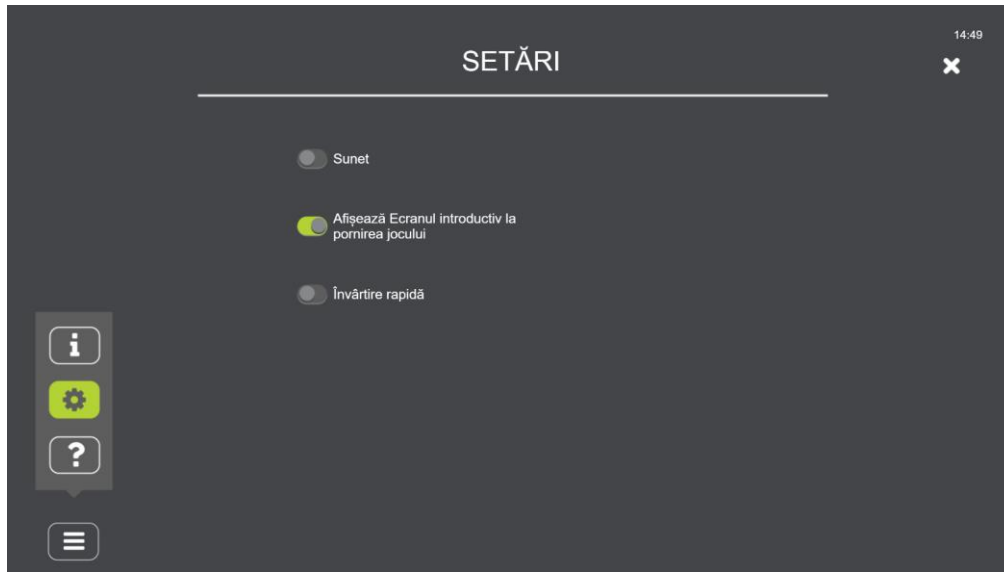 14:49
SETĂRI
Sunet
Afișează Ecranul introductiv la
pornirea jocului
Învârtire rapidă
i
?